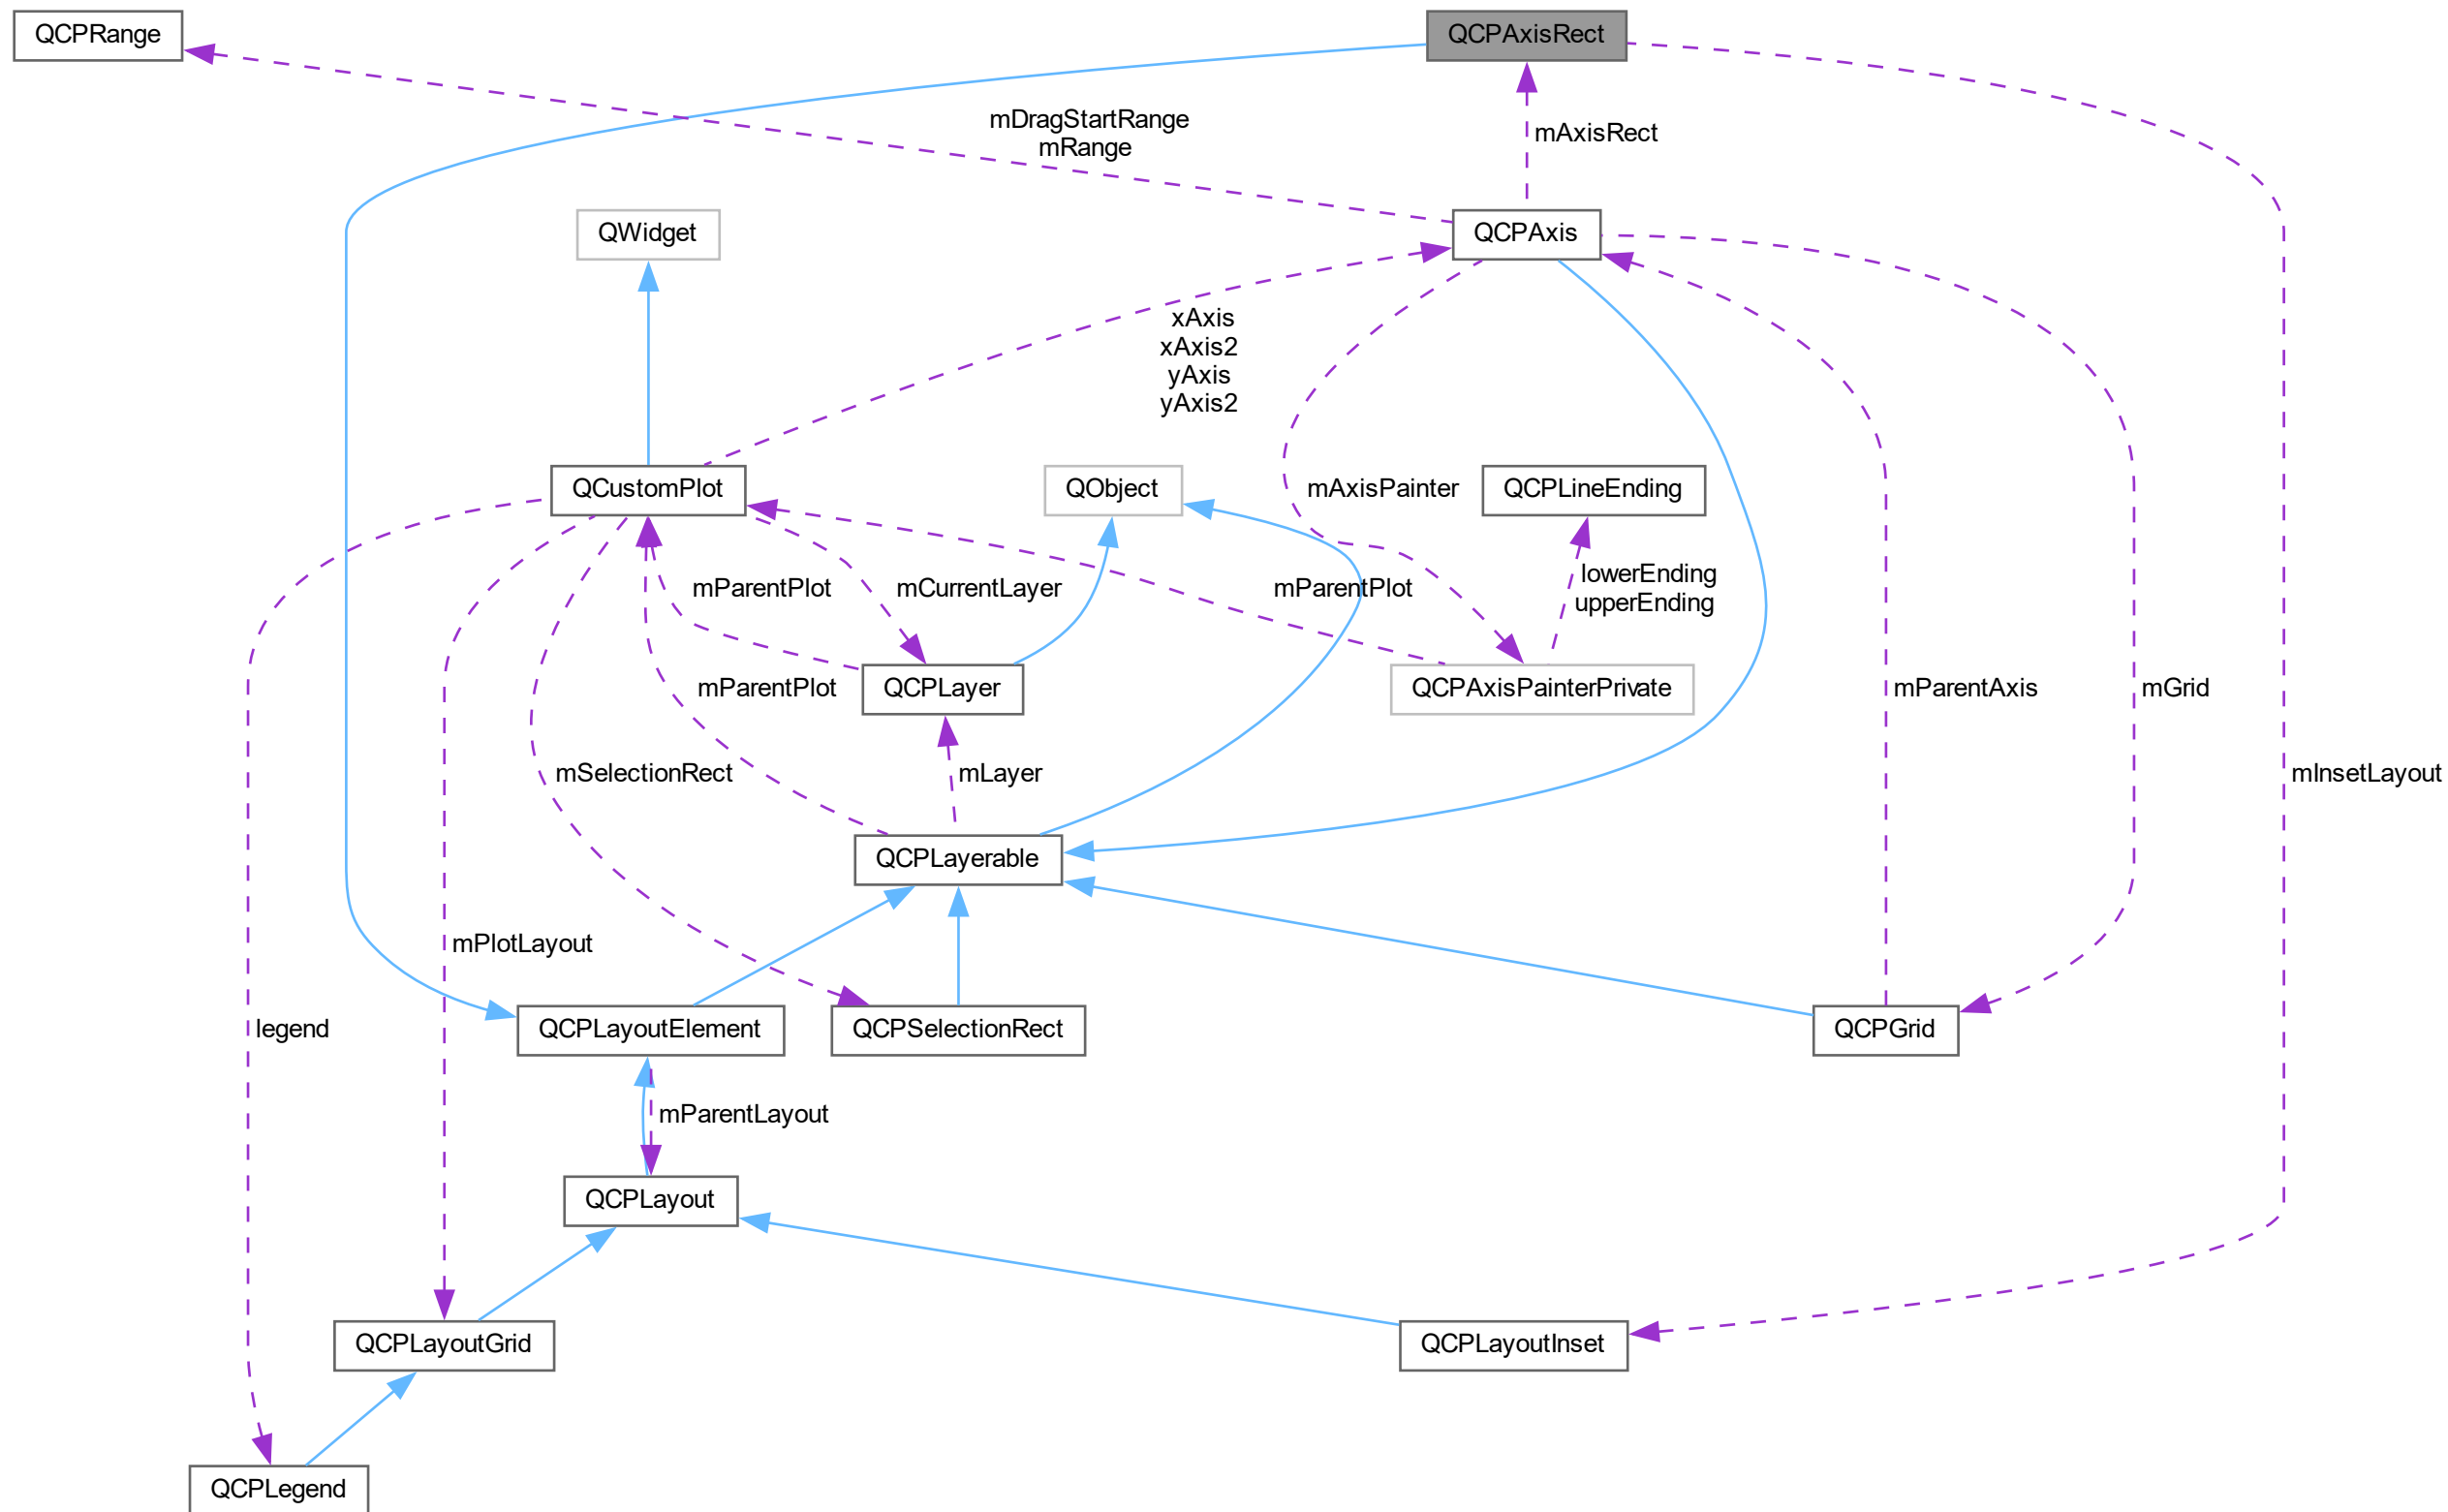 QCPRange
QCPAxisRect
mDragStartRange
mRange
mAxisRect
QWidget
QCPAxis
xAxis
xAxis2
yAxis
yAxis2
QCustomPlot
QObject
mAxisPainter
QCPLineEnding
mParentPlot
mCurrentLayer
mParentPlot
lowerEnding
upperEnding
mParentPlot
QCPLayer
QCPAxisPainterPrivate
mParentAxis
mGrid
mSelectionRect
mLayer
mInsetLayout
QCPLayerable
mPlotLayout
legend
QCPLayoutElement
QCPSelectionRect
QCPGrid
mParentLayout
QCPLayout
QCPLayoutGrid
QCPLayoutInset
QCPLegend